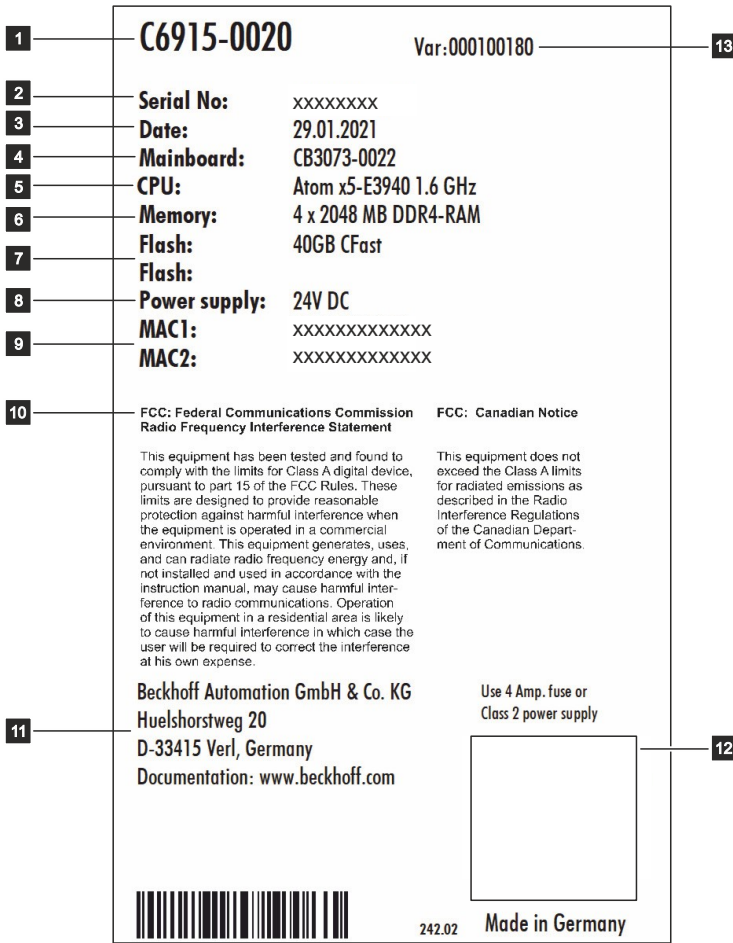 1
C6915-0020
Var:000100180
13
2
Serial No: xxxxxxxx
3
Date: 29.01.2021
4
Mainboard: CB3073-0022
5
CPU: Atom x5-E3940 1.6 GHz
6
Memory: 4 x 2048 MB DDR4-RAM
7
Flash: 40GB CFast
Flash:
8
Power supply: 24V DC
9
MAC1: xxxxxxxxxxxxx
MAC2: xxxxxxxxxxxxx
10
FCC: Federal Communications Commission
Radio Frequency Interference Statement
This equipment has been tested and found to
comply with the limits for Class A digital device,
pursuant to part 15 of the FCC Rules. These
limits are designed to provide reasonable
protection against harmful interference when
the equipment is operated in a commercial
environment. This equipment generates, uses,
and can radiate radio frequency energy and, if
not installed and used in accordance with the
instruction manual, may cause harmful inter-
ference to radio communications. Operation
of this equipment in a residential area is likely
to cause harmful interference in which case the
user will be required to correct the interference
at his own expense.
FCC: Canadian Notice
This equipment does not
exceed the Class A limits
for radiated emissions as
described in the Radio
Interference Regulations
of the Canadian Depart-
ment of Communications.
11
Beckhoff Automation GmbH & Co. KG
Huelshorstweg 20
D-33415 Verl, Germany
Documentation: www.beckhoff.com
Use 4 Amp. fuse or
Class 2 power supply
12
242.02
Made in Germany